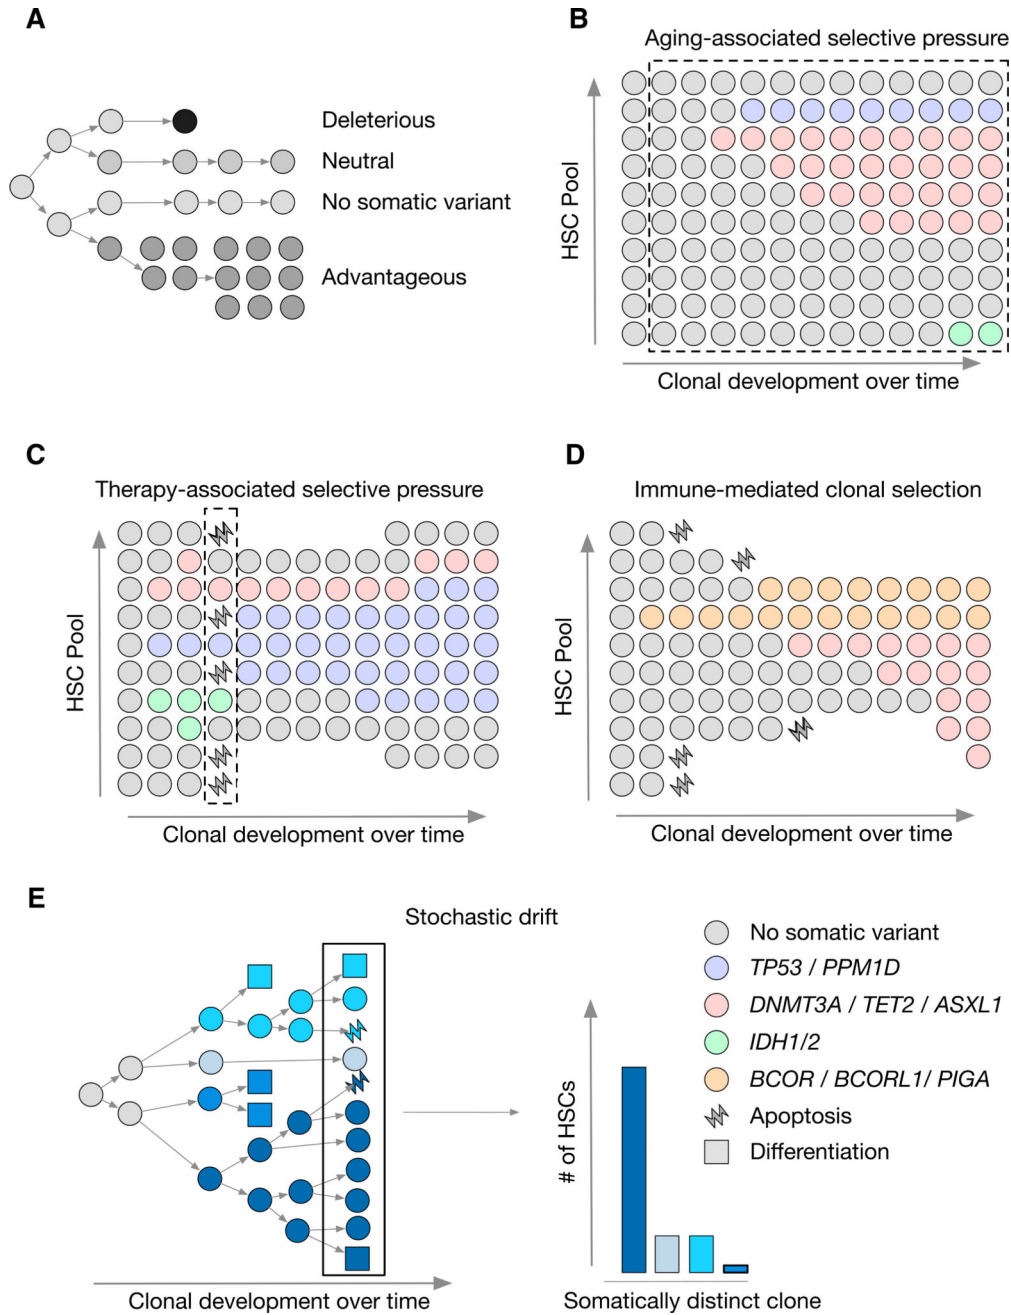 A
Deleterious
Neutral
No somatic variant
Advantageous
B
Aging-associated selective pressure
HSC Pool
Clonal development over time
C
Therapy-associated selective pressure
HSC Pool
Clonal development over time
D
Immune-mediated clonal selection
HSC Pool
Clonal development over time
E
Stochastic drift
Clonal development over time
# of HSCs
Somatically distinct clone
No somatic variant
TP53 / PPM1D
DNMT3A / TET2 / ASXL1
IDH1/2
BCOR / BCORL1/ PIGA
Apoptosis
Differentiation